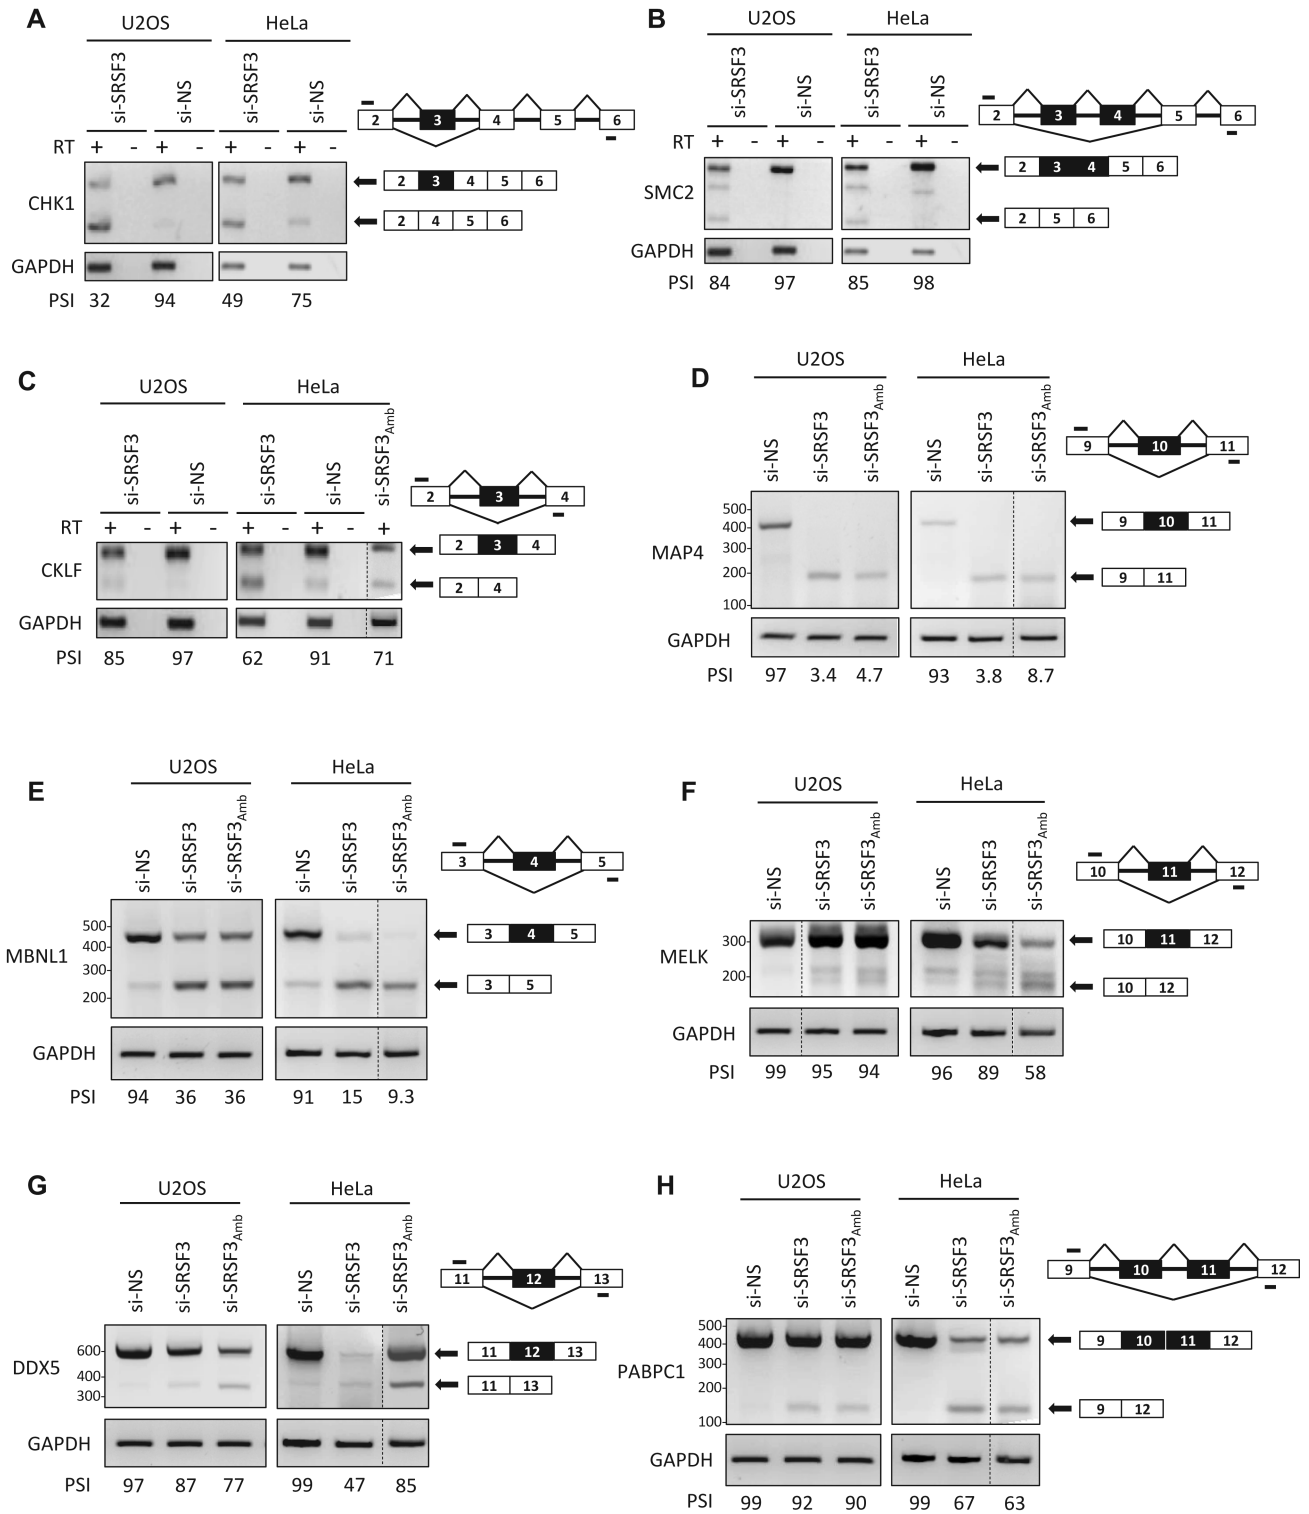 A
U2OS HeLa
si-SRSF3 si-NS si-SRSF3 si-NS
RT + - + - + - + -
2 3 4 5 6
CHK1
2 3 4 5 6
2 4 5 6
GAPDH
PSI 32 94 49 75
B
U2OS HeLa
si-SRSF3 si-NS si-SRSF3 si-NS
RT + - + - + - + -
2 3 4 5 6
SMC2
2 3 4 5 6
2 5 6
GAPDH
PSI 84 97 85 98
C
U2OS HeLa
si-SRSF3 si-NS si-SRSF3 si-NS si-SRSF3Amb
RT + - + - + - + - +
2 3 4
CKLF
2 3 4
2 4
GAPDH
PSI 85 97 62 91 71
D
U2OS HeLa
si-NS si-SRSF3 si-SRSF3Amb si-NS si-SRSF3 si-SRSF3Amb
9 10 11
500
400
300
200
100
MAP4
9 10 11
9 11
GAPDH
PSI 97 3.4 4.7 93 3.8 8.7
E
U2OS HeLa
si-NS si-SRSF3 si-SRSF3Amb si-NS si-SRSF3 si-SRSF3Amb
3 4 5
500
400
300
200
MBNL1
3 4 5
3 5
GAPDH
PSI 94 36 36 91 15 9.3
F
U2OS HeLa
si-NS si-SRSF3 si-SRSF3Amb si-NS si-SRSF3 si-SRSF3Amb
10 11 12
300
200
MELK
10 11 12
10 12
GAPDH
PSI 99 95 94 96 89 58
G
U2OS HeLa
si-NS si-SRSF3 si-SRSF3Amb si-NS si-SRSF3 si-SRSF3Amb
11 12 13
600
400
300
DDX5
11 12 13
11 13
GAPDH
PSI 97 87 77 99 47 85
H
U2OS HeLa
si-NS si-SRSF3 si-SRSF3Amb si-NS si-SRSF3 si-SRSF3Amb
9 10 11 12
500
400
300
200
100
PABPC1
9 10 11 12
9 12
GAPDH
PSI 99 92 90 99 67 63